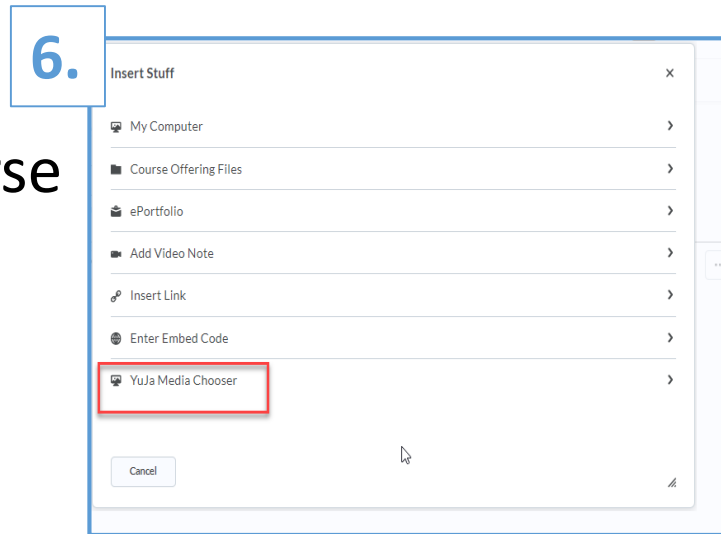 6.
Insert Stuff
My Computer
Course Offering Files
ePortfolio
Add Video Note
Insert Link
Enter Embed Code
YuJa Media Chooser
Cancel